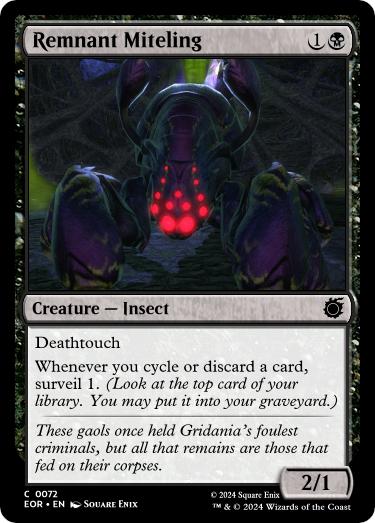 Remnant Miteling 1
Creature — Insect
Deathtouch
Whenever you cycle or discard a card,
surveil 1. (Look at the top card of your
library. You may put it into your graveyard.)
These gaols once held Gridania's foulest
criminals, but all that remains are those that
fed on their corpses.
2/1
C 0072
EOR • EN SQUARE ENIX
© 2024 Square Enix
™ & © 2024 Wizards of the Coast